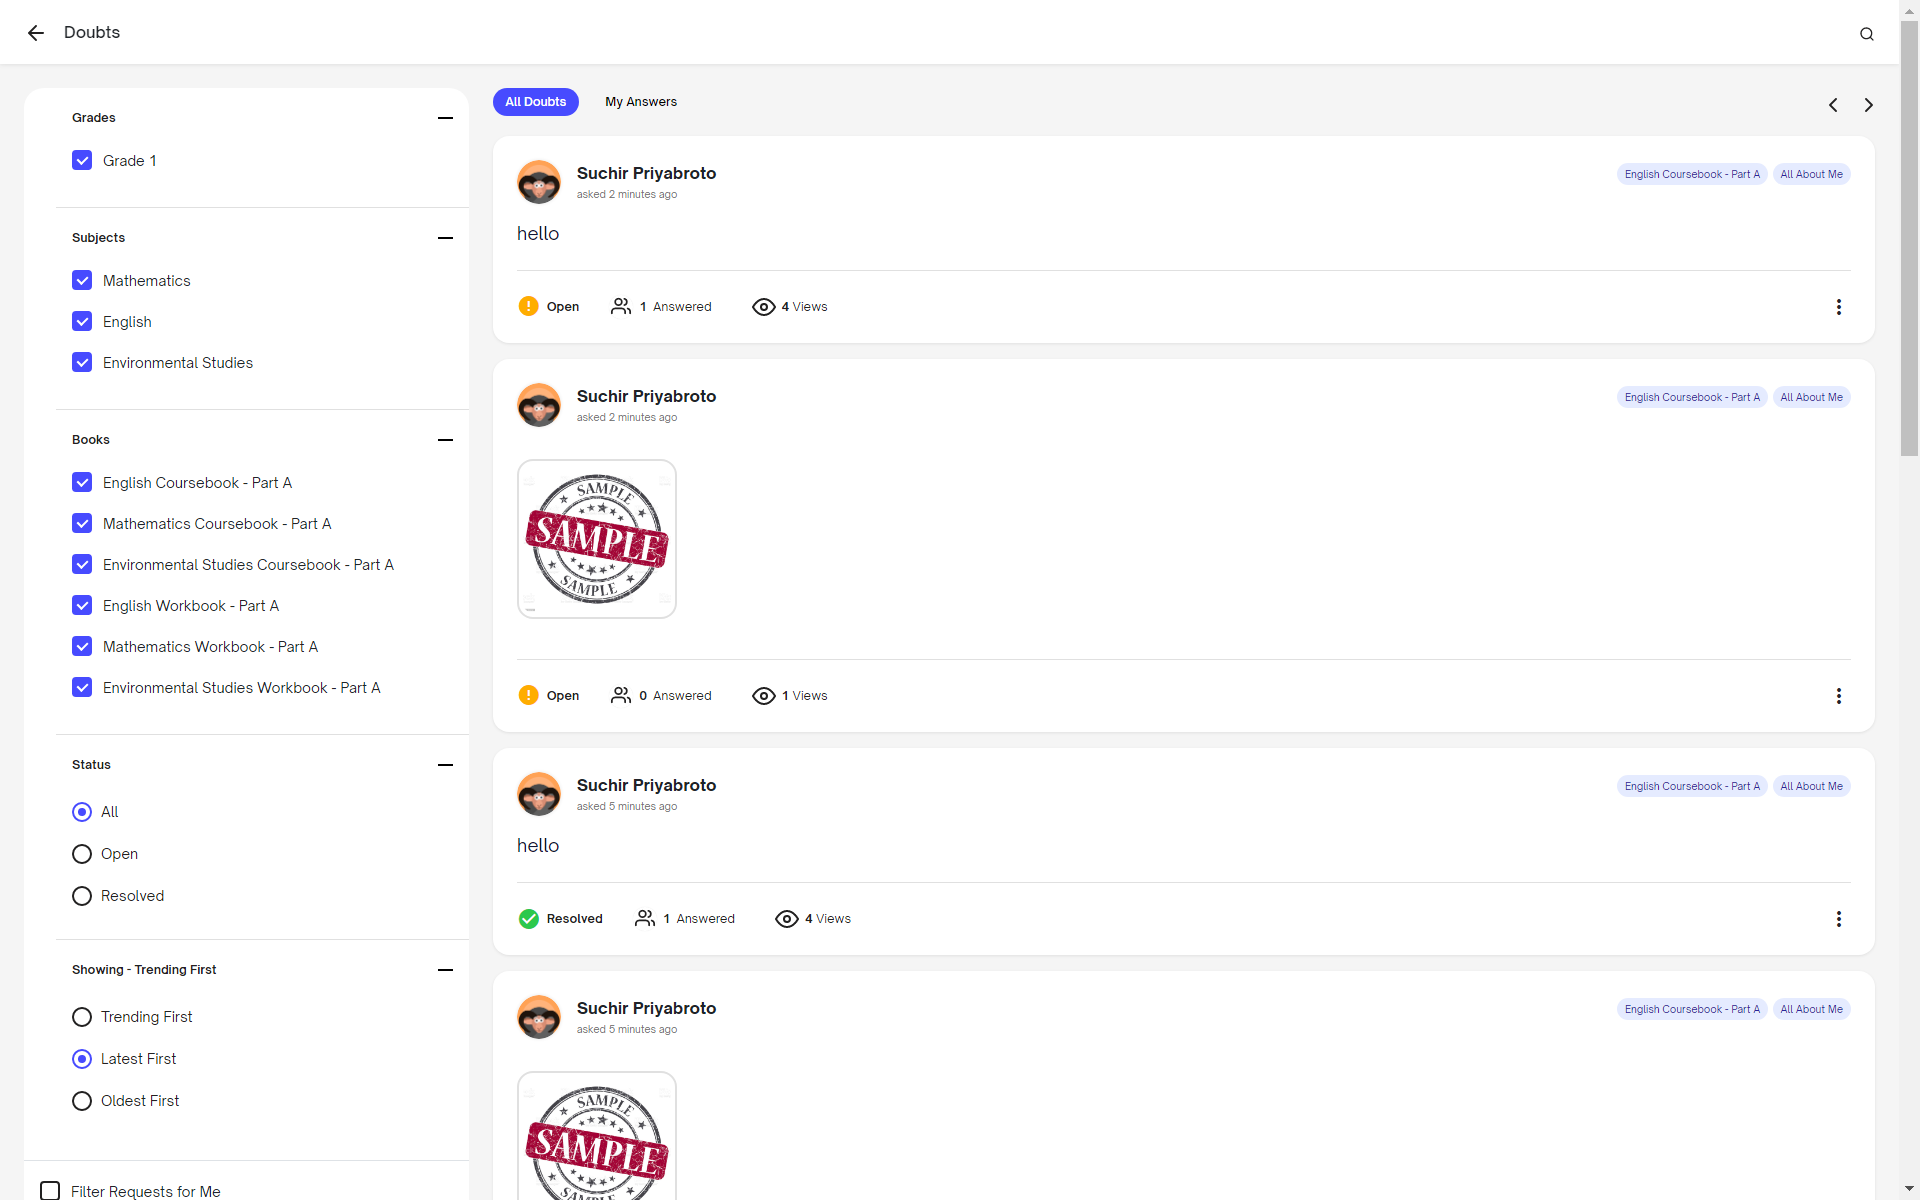 Doubts
Grades
Grade 1
Subjects
Mathematics
English
Environmental Studies
Books
English Coursebook - Part A
Mathematics Coursebook - Part A
Environmental Studies Coursebook - Part A
English Workbook - Part A
Mathematics Workbook - Part A
Environmental Studies Workbook - Part A
Status
All
Open
Resolved
Showing - Trending First
Trending First
Latest First
Oldest First
Filter Requests for Me
All Doubts My Answers
Suchir Priyabroto English Coursebook - Part A All About Me
asked 2 minutes ago
hello
Open 1 Answered 4 Views
Suchir Priyabroto English Coursebook - Part A All About Me
asked 2 minutes ago
SAMPLE
SAMPLE
SAMPLE
Open 0 Answered 1 Views
Suchir Priyabroto English Coursebook - Part A All About Me
asked 5 minutes ago
hello
Resolved 1 Answered 4 Views
Suchir Priyabroto English Coursebook - Part A All About Me
asked 5 minutes ago
SAMPLE
SAMPLE
SAMPLE